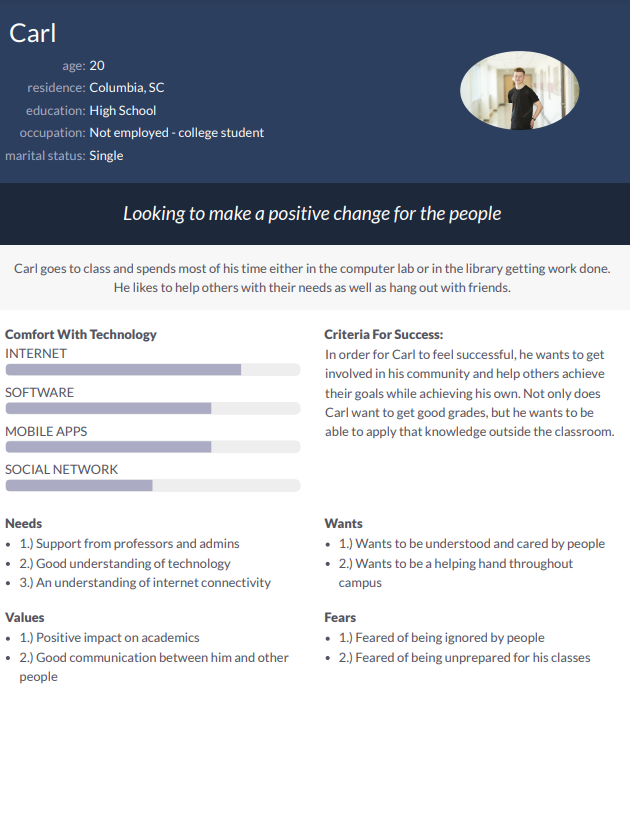 Carl
age: 20
residence: Columbia, SC
education: High School
occupation: Not employed - college student
marital status: Single
Looking to make a positive change for the people
Carl goes to class and spends most of his time either in the computer lab or in the library getting work done.
He likes to help others with their needs as well as hang out with friends.
Comfort With Technology
INTERNET
SOFTWARE
MOBILE APPS
SOCIAL NETWORK
Criteria For Success:
In order for Carl to feel successful, he wants to get
involved in his community and help others achieve
their goals while achieving his own. Not only does
Carl want to get good grades, but he wants to be
able to apply that knowledge outside the classroom.
Needs
• 1.) Support from professors and admins
• 2.) Good understanding of technology
• 3.) An understanding of internet connectivity
Wants
• 1.) Wants to be understood and cared by people
• 2.) Wants to be a helping hand throughout
campus
Values
• 1.) Positive impact on academics
• 2.) Good communication between him and other
people
Fears
• 1.) Feared of being ignored by people
• 2.) Feared of being unprepared for his classes